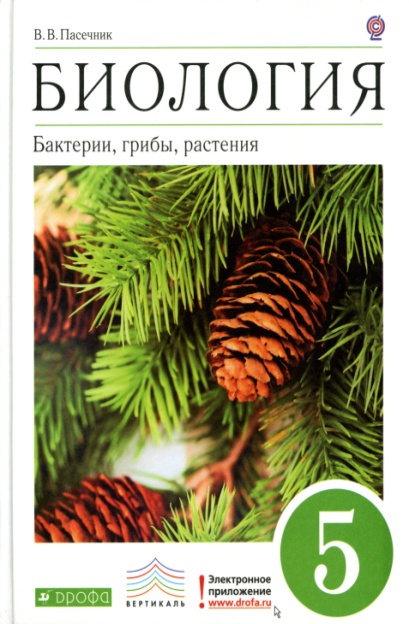 В. В. Пасечник
БИОЛОГИЯ
Бактерии, грибы, растения
5
дрофа
ВЕРТИКАЛЬ
! Электронное
приложение
www.drofa.ru